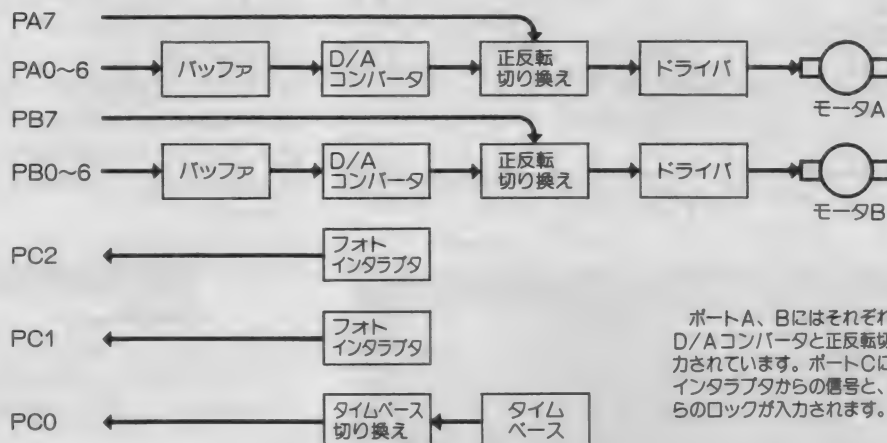 PA7
PA0~6
バッファ
D/A
コンバータ
正反転
切り換え
ドライバ
モータA
PB7
PB0~6
バッファ
D/A
コンバータ
正反転
切り換え
ドライバ
モータB
PC2
フォト
インタラプタ
PC1
フォト
インタラプタ
PC0
タイムベース
切り換え
タイム
ベース
ポートA、Bにはそれぞれ
D/Aコンバータと正反転切
力されています。ポートCに
インタラプタからの信号と、
らのロックが入力されます。